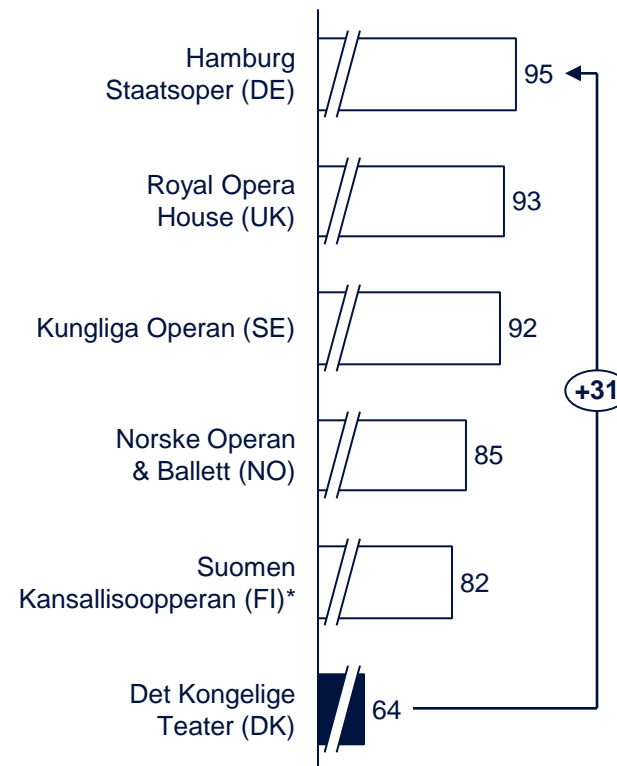 Hamburg
Staatsoper (DE)
95
Royal Opera
House (UK)
93
Kungliga Operan (SE)
92
+31
Norske Operan
& Ballett (NO)
85
Suomen
Kansallisoopperan (FI)*
82
Det Kongelige
Teater (DK)
64